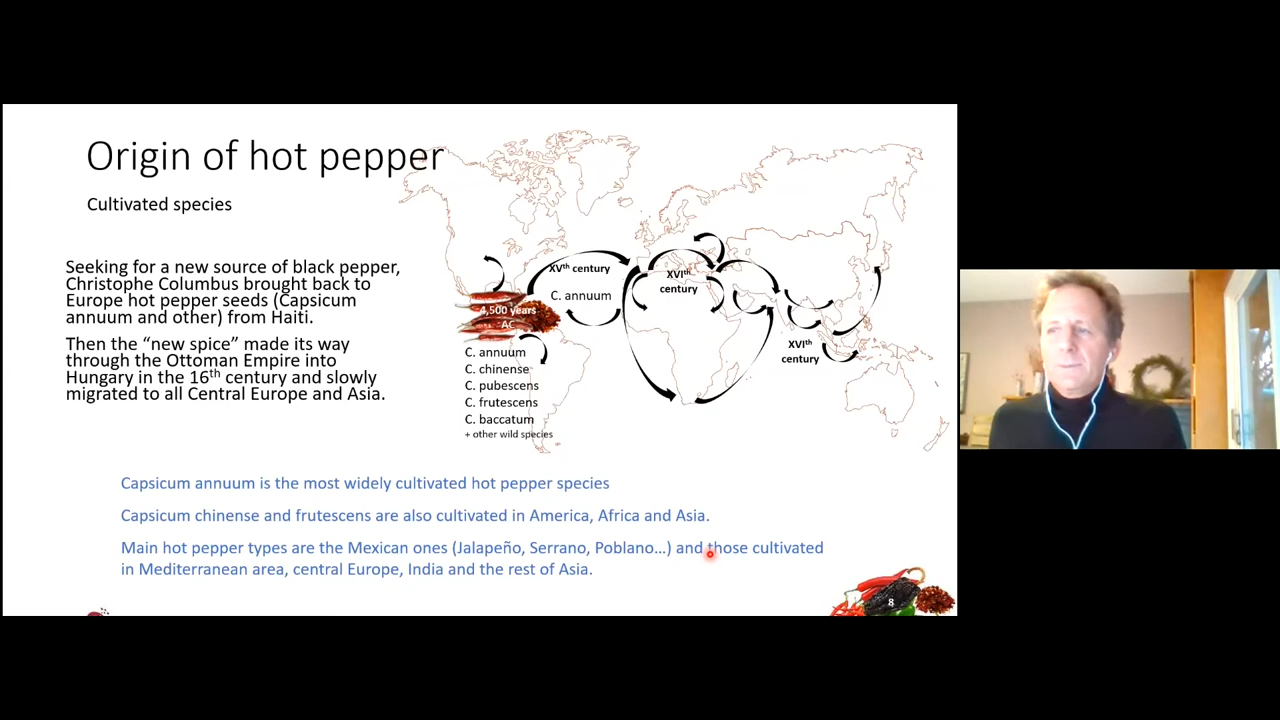 Origin of hot pepper
Cultivated species
Seeking for a new source of black pepper,
Christophe Columbus brought back to
Europe hot pepper seeds (Capsicum
annuum and other) from Haiti.
Then the “new spice” made its way
through the Ottoman Empire into
Hungary in the 16th century and slowly
migrated to all Central Europe and Asia.
XVth century
C. annuum
XVIth
century
4,500 years
AC
XVIth
century
C. annuum
C. chinense
C. pubescens
C. frutescens
C. baccatum
+ other wild species
Capsicum annuum is the most widely cultivated hot pepper species
Capsicum chinense and frutescens are also cultivated in America, Africa and Asia.
Main hot pepper types are the Mexican ones (Jalapeño, Serrano, Poblano…) and those cultivated
in Mediterranean area, central Europe, India and the rest of Asia.
8